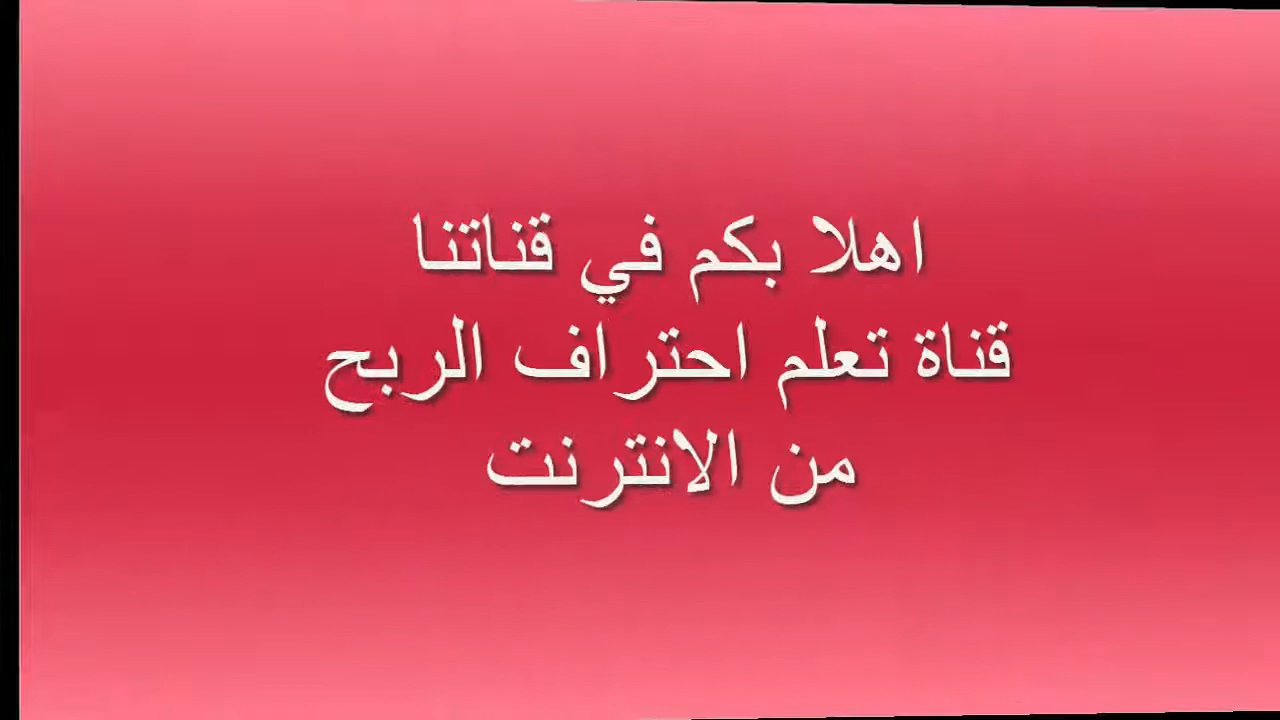 اهلا بكم في قناتنا
قناة تعلم احتراف الربح
من الانترنت